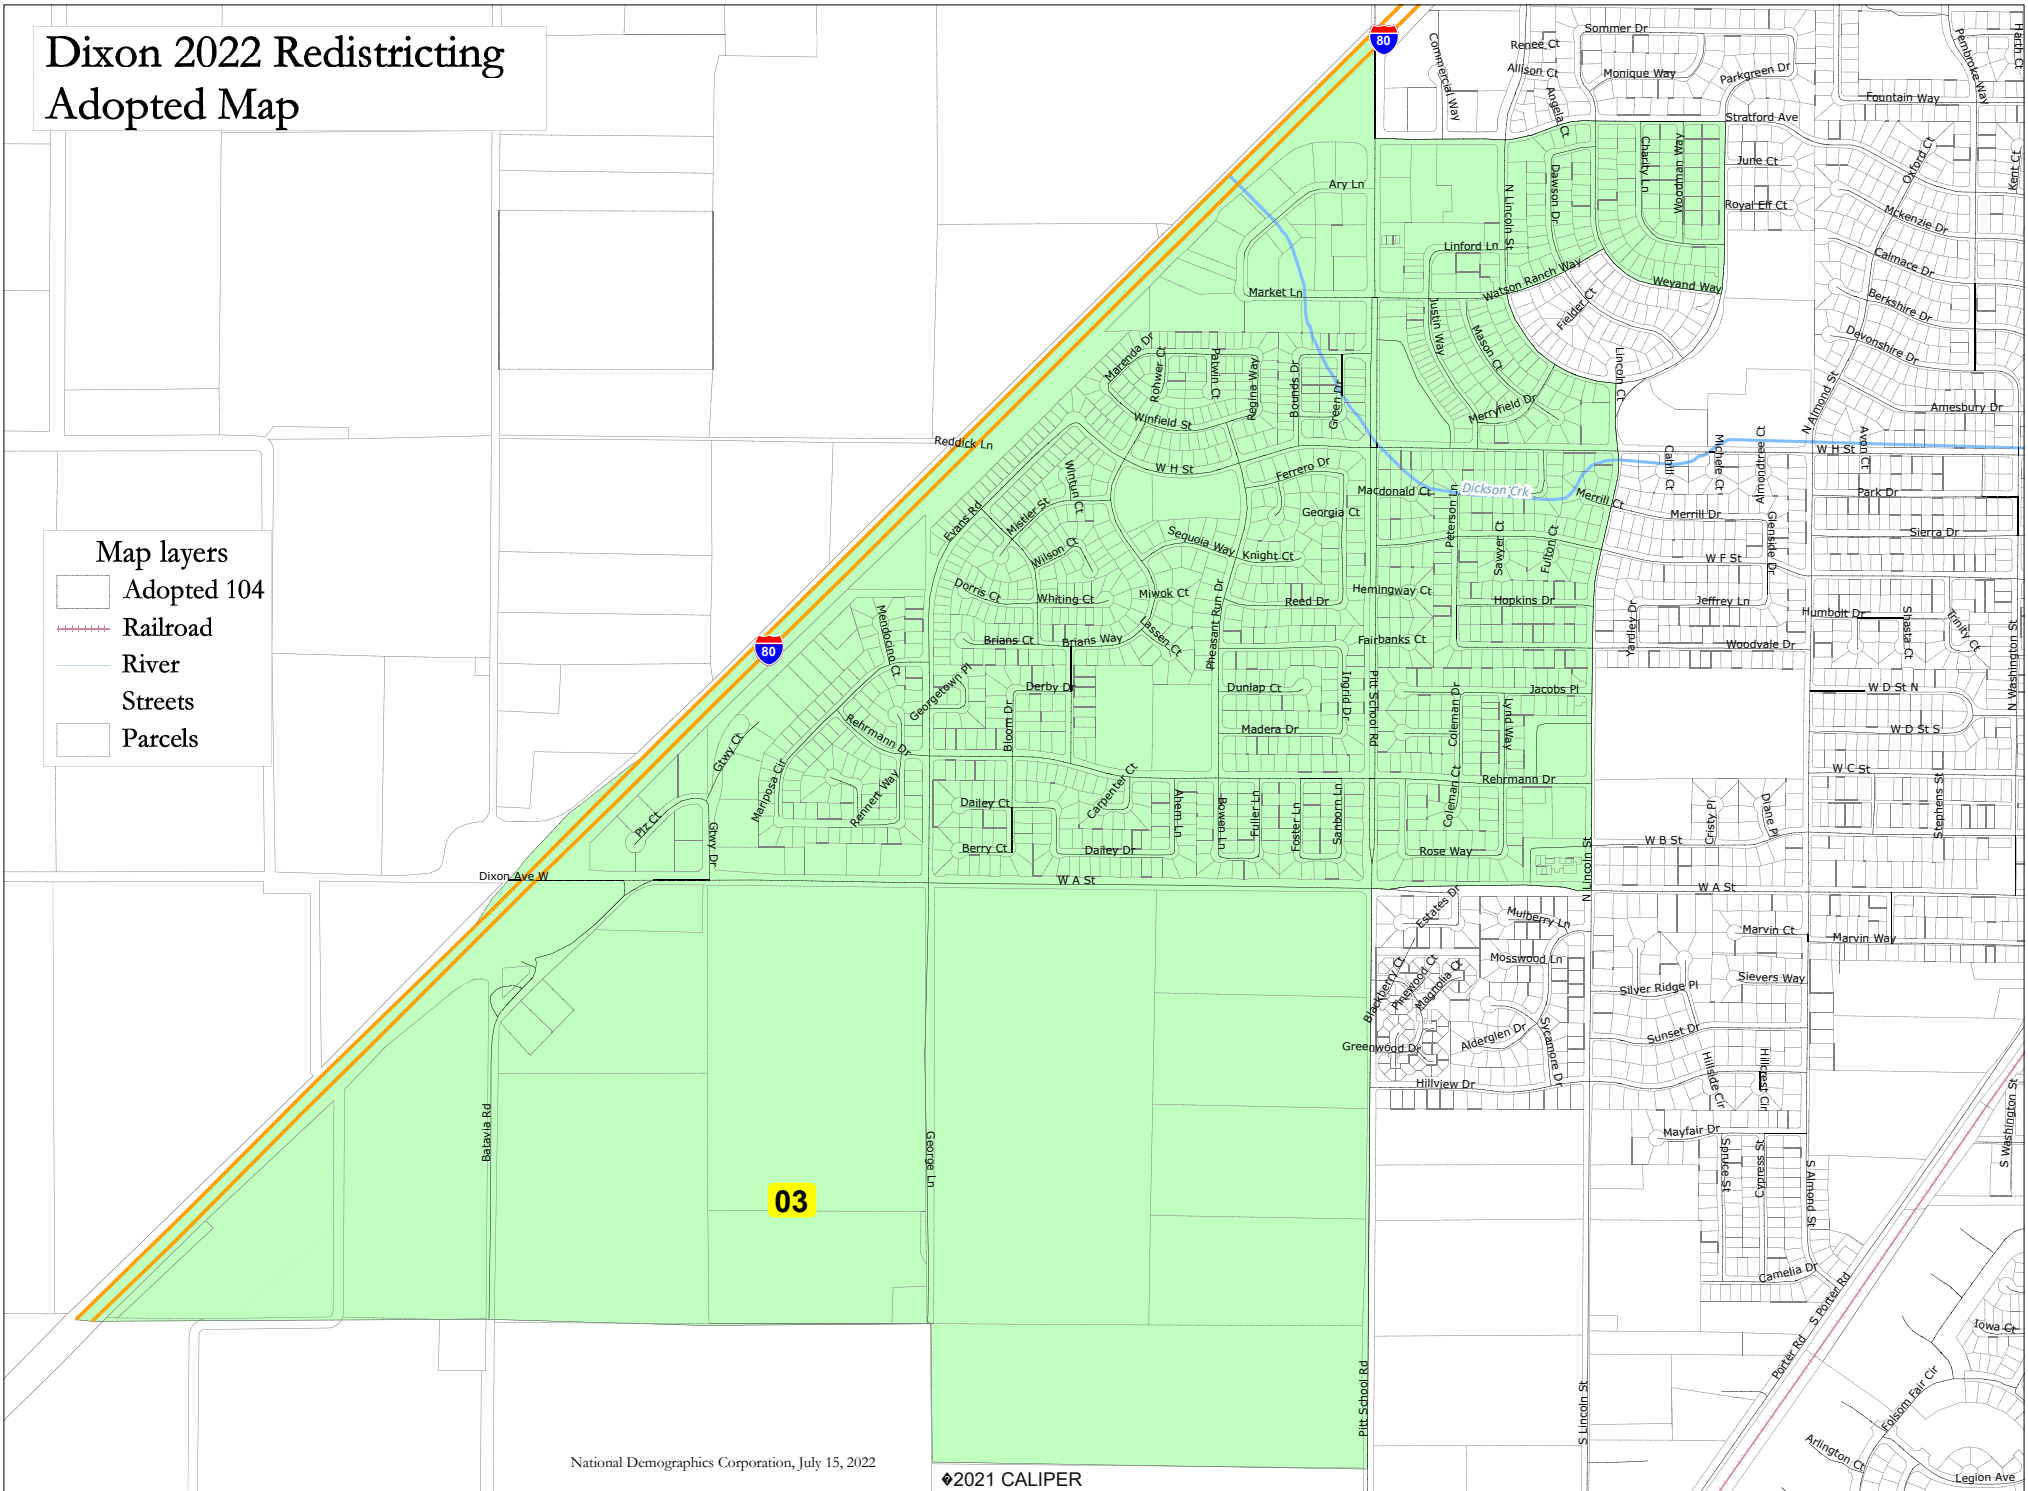 Dixon 2022 Redistricting
Adopted Map
80
Commercial Way
Renee Ct
Sommer Dr
Allison Ct
Monique Way
Parkgreen Dr
Angela Ct
Pembroke Way
Harth Ct
Fountain Way
Stratford Ave
Charity Ln
Woodman Way
June Ct
Oxford Ct
Kent Ct
Ary Ln
Dawson Dr
N Lincoln St
Royal Elf Ct
Mckenzie Dr
Linford Ln
Calmace Dr
Watson Ranch Way
Weyand Way
Market Ln
Fielder Ct
Berkshire Dr
Justin Way
Mason Ct
Devonshire Dr
Marenda Dr
Rohwer Ct
Patwin Ct
Regina Way
Bounds Dr
Green Dr
Lincoln Ct
N Almond St
Merryfield Dr
Amesbury Dr
Winfield St
Reddick Ln
W H St
Ferrero Dr
Cahill Ct
Michele Ct
Almondtree Ct
Avon Ct
W H St
Wintun Ct
Macdonald Ct
Dickson Crk
Merrill Ct
Park Dr
Evans Rd
Mistler St
Georgia Ct
Peterson Ln
Merrill Dr
Glenside Dr
Sierra Dr
Map layers
Adopted 104
Railroad
River
Streets
Parcels
Wilson Ct
Sequoia Way
Knight Ct
Sawyer Ct
Fulton Ct
W F St
Dorris Ct
Whiting Ct
Miwok Ct
Pheasant Run Dr
Reed Dr
Hemingway Ct
Hopkins Dr
Jeffrey Ln
Yardley Dr
Humbolt Dr
Shasta Ct
Trinity Ct
N Washington St
Mendocino Ct
Brians Ct
Brians Way
Lassen Ct
Fairbanks Ct
Woodvale Dr
80
Georgetown Pl
Derby Dr
Dunlap Ct
Ingrid Dr
Pitt School Rd
Jacobs Pl
W D St N
Bloom Dr
Coleman Dr
Lynd Way
Rehrmann Dr
Madera Dr
W D St S
Gtwy Ct
Mariposa Cir
Rennert Way
Carpenter Ct
Rehrmann Dr
W C St
Dailey Ct
Ahern Ln
Bowen Ln
Fuller Ln
Foster Ln
Sanborn Ln
Coleman Ct
Cristy Pl
Diane Pl
Stephens St
Plz Ct
Gtwy Dr
Berry Ct
Dailey Dr
Rose Way
N Lincoln St
W B St
Dixon Ave W
W A St
W A St
Estates Dr
Mulberry Ln
Marvin Ct
Marvin Way
Blackberry Ct
Pinewood Ct
Magnolia Ct
Mosswood Ln
Sievers Way
Silver Ridge Pl
Greenwood Dr
Alderglen Dr
Sycamore Dr
Sunset Dr
Hillview Dr
Hillside Cir
Hillcrest Cir
Batavia Rd
George Ln
Mayfair Dr
Spruce St
Cypress St
S Almond St
S Washington St
03
Camelia Dr
S Porter Rd
Porter Rd
Iowa Ct
Pitt School Rd
S Lincoln St
Folsom Fair Cir
Arlington Ct
Legion Ave
National Demographics Corporation, July 15, 2022
�2021 CALIPER